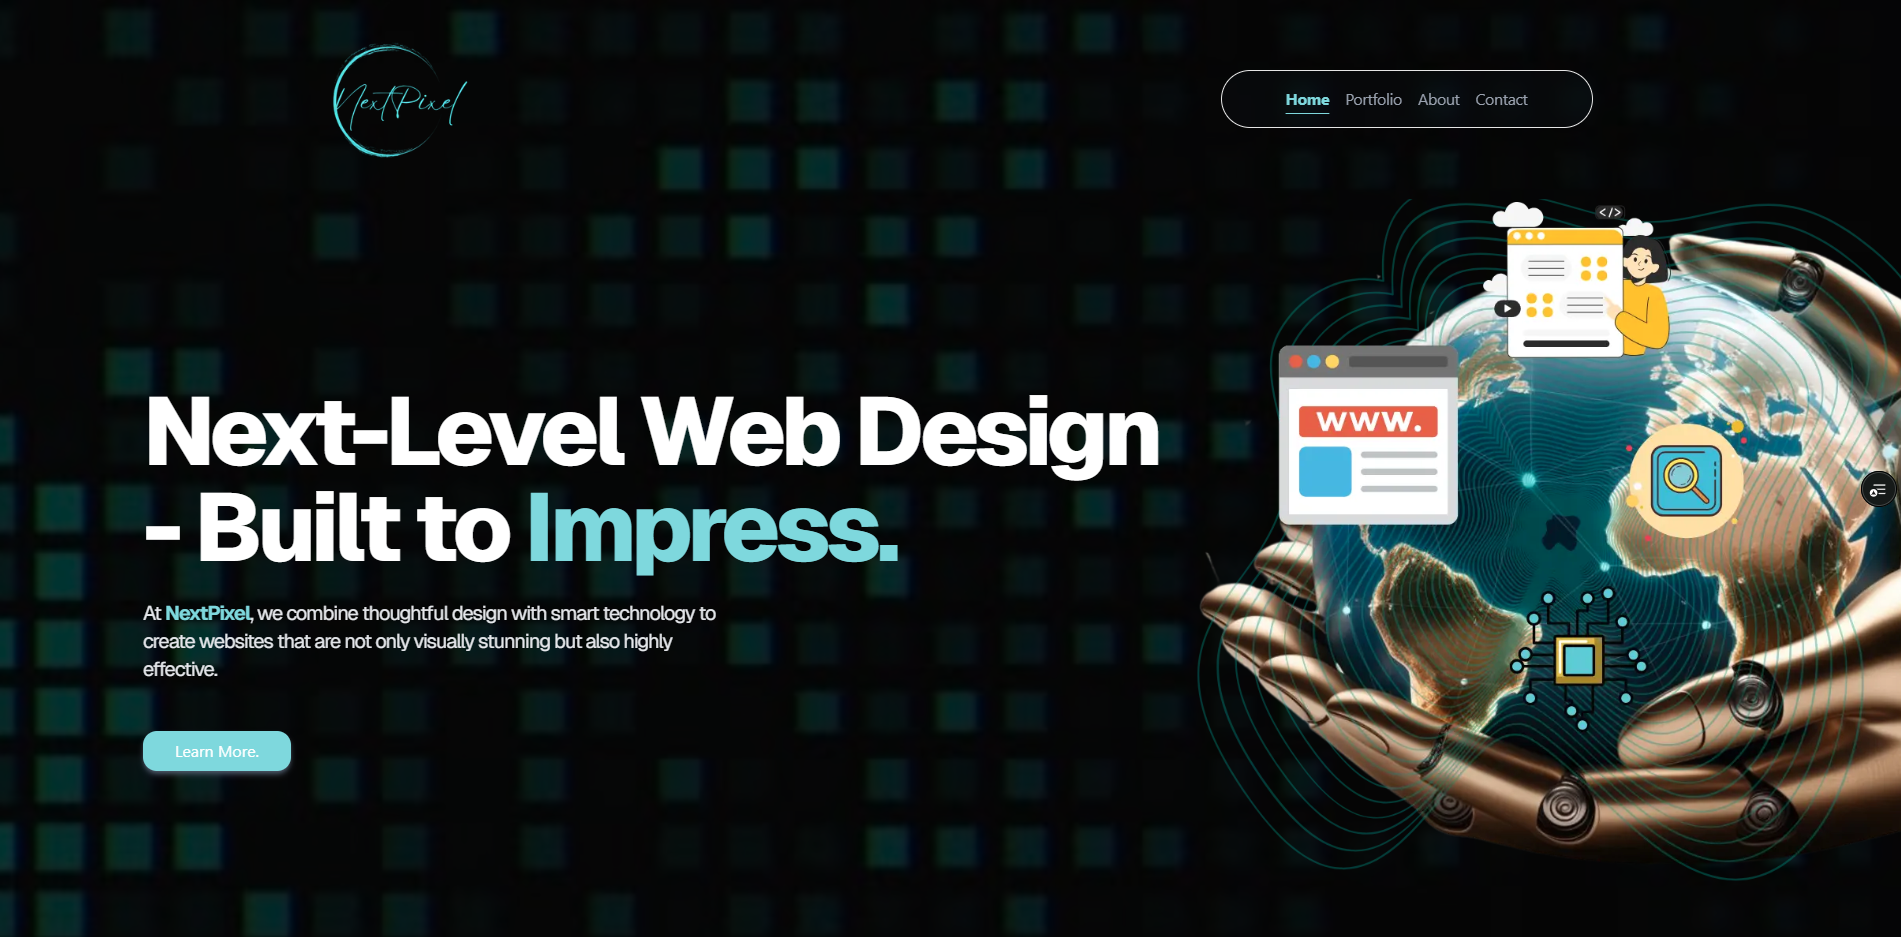 NextPixel
Home Portfolio About Contact
</>
www.
Next-Level Web Design
- Built to Impress.
At NextPixel, we combine thoughtful design with smart technology to
create websites that are not only visually stunning but also highly
effective.
Learn More.